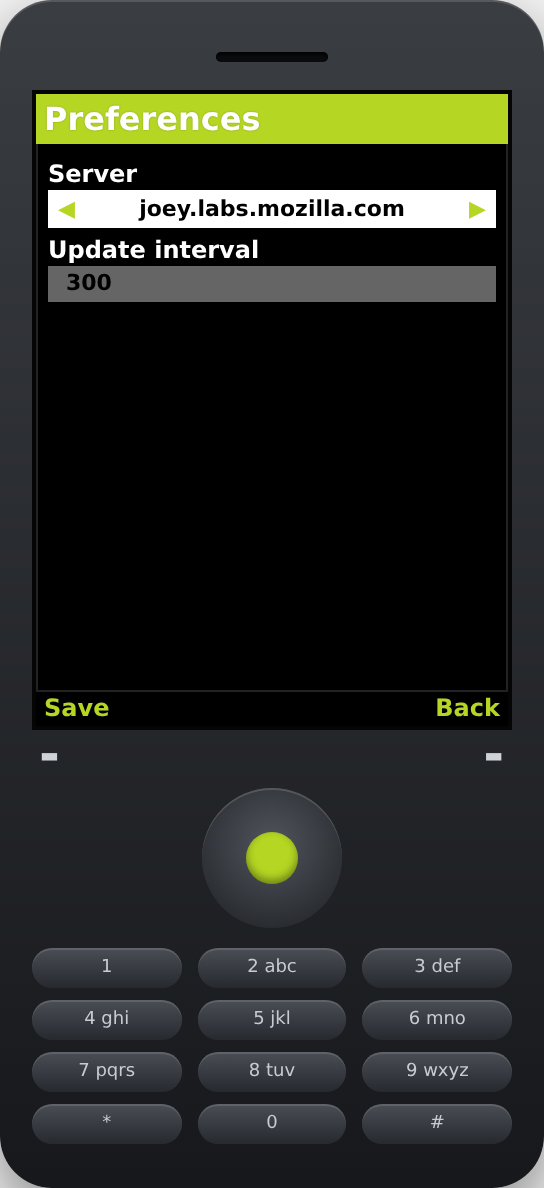 Preferences
Server
◀ joey.labs.mozilla.com ▶
Update interval
300
Save Back
1 2 abc 3 def
4 ghi 5 jkl 6 mno
7 pqrs 8 tuv 9 wxyz
* 0 #